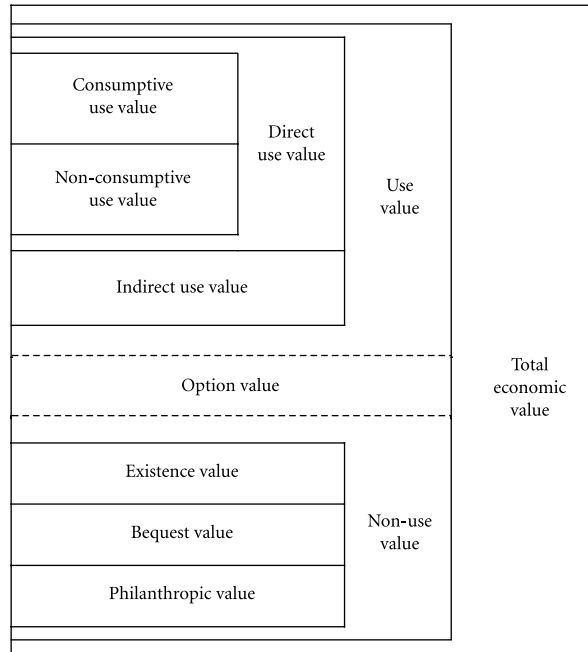 Consumptive
use value
Non-consumptive
use value
Direct
use value
Use
value
Indirect use value
Option value
Total
economic
value
Existence value
Bequest value
Philanthropic value
Non-use
value